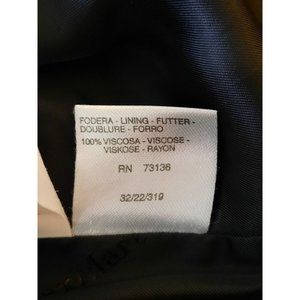 FODERA - LINING - FUTTER -
DOUBLURE - FORRO
100% VISCOSA - VISCOSE -
VISKOSE - RAYON
RN 73136
32/22/319